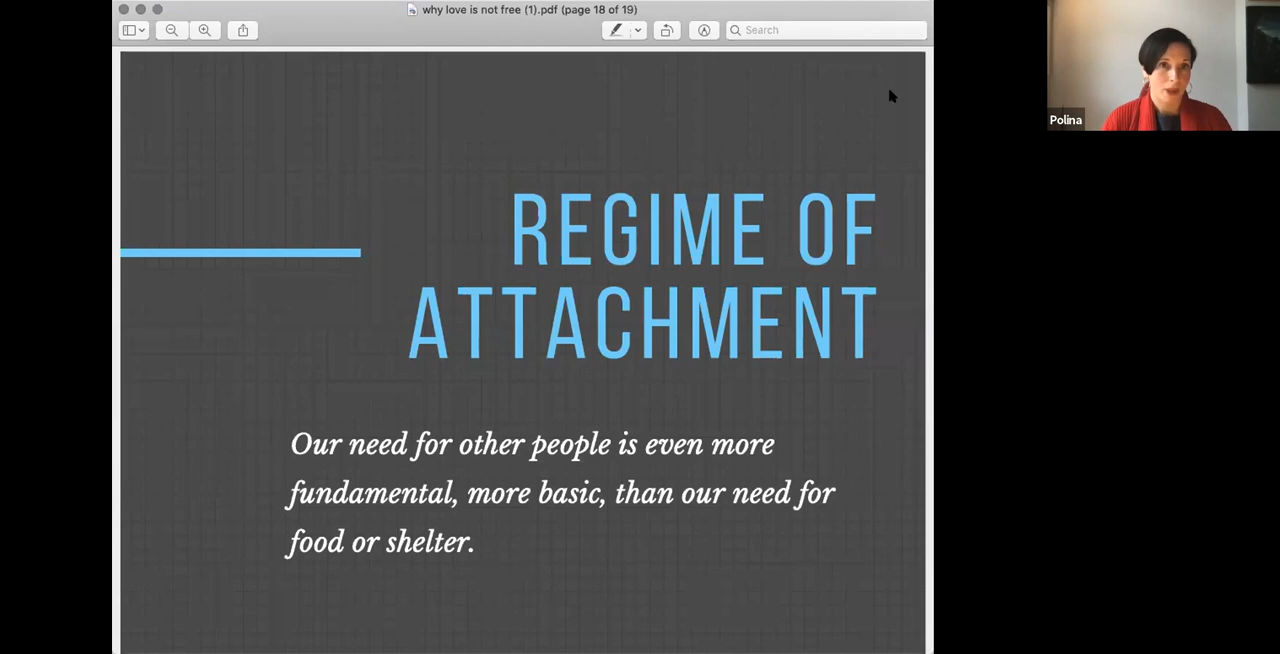 why love is not free (1).pdf (page 18 of 19)
Search
Polina
REGIME OF
ATTACHMENT
Our need for other people is even more
fundamental, more basic, than our need for
food or shelter.